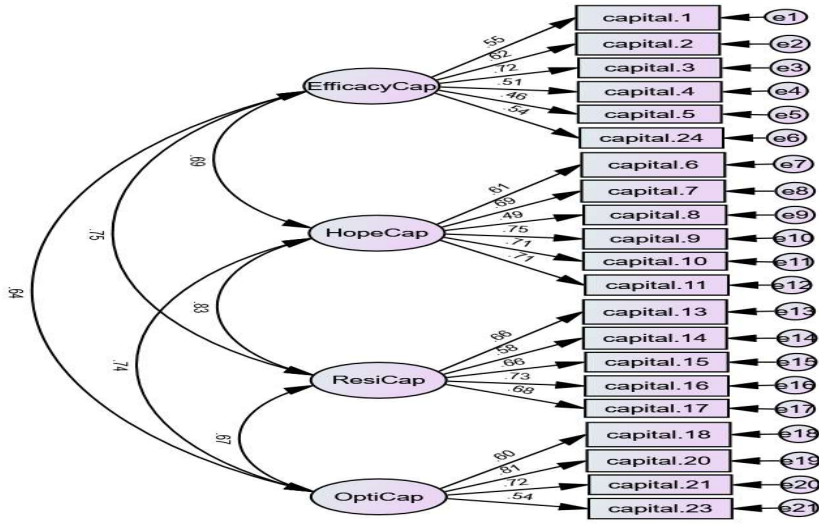 capital.1
e1
.55
capital.2
e2
.62
capital.3
e3
.72
EfficacyCap
capital.4
e4
.51
capital.5
e5
.46
capital.24
e6
.54
.69
capital.6
e7
.61
capital.7
e8
.69
capital.8
e9
.49
HopeCap
capital.9
e10
.75
capital.10
e11
.71
capital.11
e12
.71
.75
.64
.83
capital.13
e13
.66
capital.14
e14
.58
capital.15
e15
.66
ResiCap
capital.16
e16
.73
capital.17
e17
.68
.74
.67
capital.18
e18
.60
capital.20
e19
.81
OptiCap
capital.21
e20
.72
capital.23
e21
.54